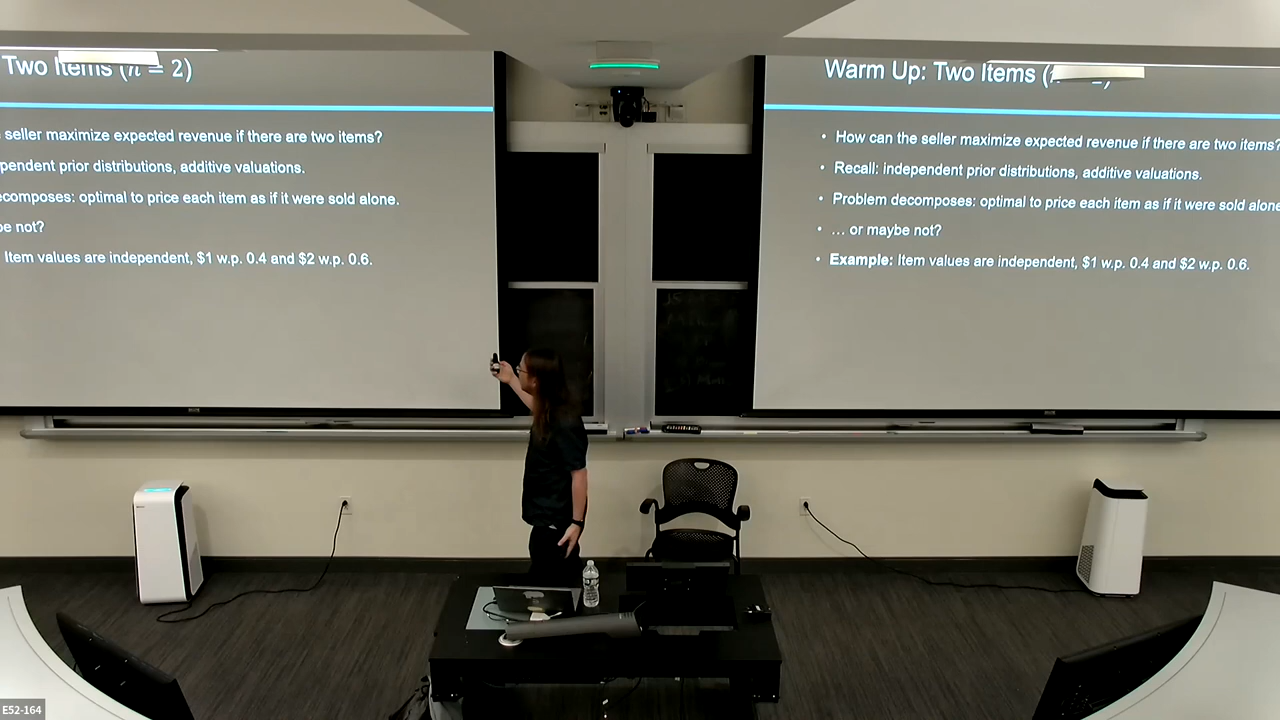 Two Items (n = 2)
seller maximize expected revenue if there are two items?
pendent prior distributions, additive valuations.
ecomposes: optimal to price each item as if it were sold alone.
be not?
Item values are independent, $1 w.p. 0.4 and $2 w.p. 0.6.
Warm Up: Two Items (
• How can the seller maximize expected revenue if there are two items?
• Recall: independent prior distributions, additive valuations.
• Problem decomposes: optimal to price each item as if it were sold alone
• … or maybe not?
• Example: Item values are independent, $1 w.p. 0.4 and $2 w.p. 0.6.
E52-164